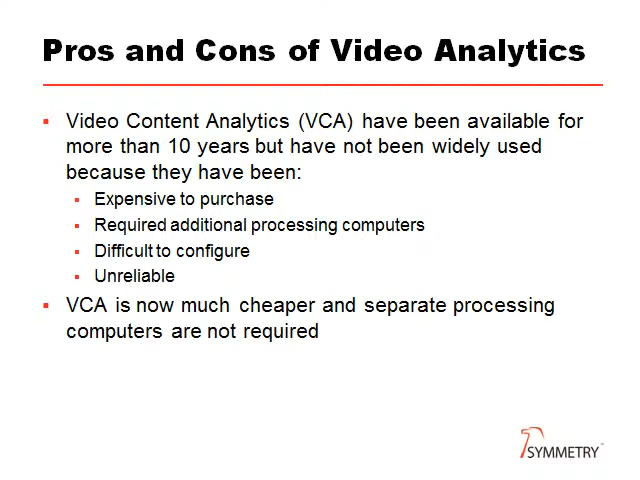 Pros and Cons of Video Analytics
▪ Video Content Analytics (VCA) have been available for
more than 10 years but have not been widely used
because they have been:
▪ Expensive to purchase
▪ Required additional processing computers
▪ Difficult to configure
▪ Unreliable
▪ VCA is now much cheaper and separate processing
computers are not required
SYMMETRY™